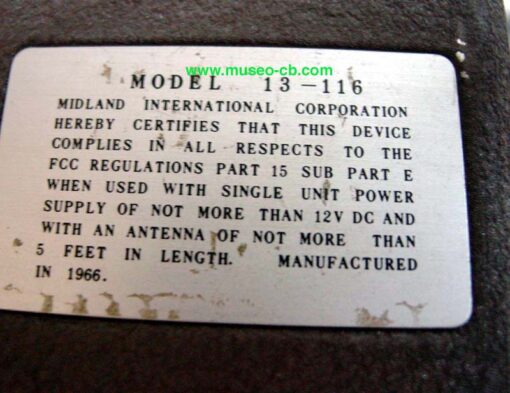 www.museo-cb.com
MODEL 13-116
MIDLAND INTERNATIONAL CORPORATION
HEREBY CERTIFIES THAT THIS DEVICE
COMPLIES IN ALL RESPECTS TO THE
FCC REGULATIONS PART 15 SUB PART E
WHEN USED WITH SINGLE UNIT POWER
SUPPLY OF NOT MORE THAN 12V DC AND
WITH AN ANTENNA OF NOT MORE THAN
5 FEET IN LENGTH. MANUFACTURED
IN 1966.